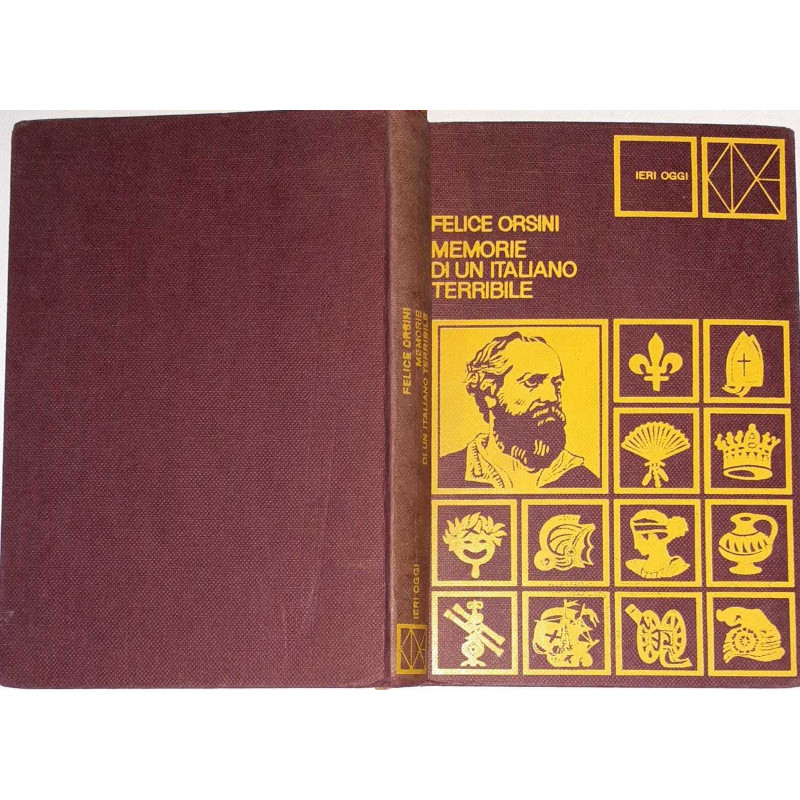 IERI OGGI
FELICE ORSINI
MEMORIE
DI UN ITALIANO
TERRIBILE
FELICE ORSINI
MEMORIE
DI UN ITALIANO TERRIBILE
IERI OGGI